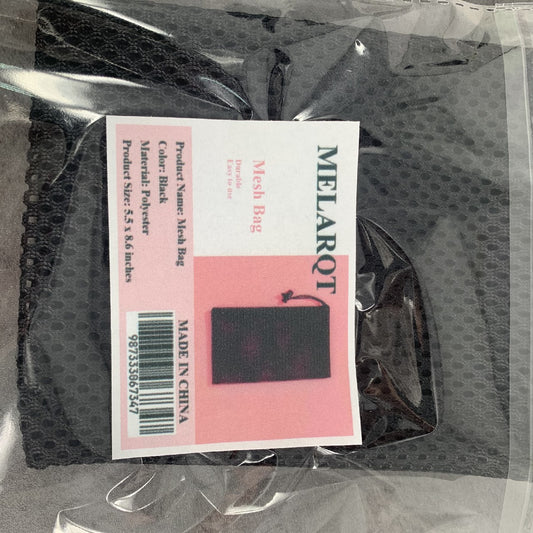 MELARQT
Mesh Bag
Durable
Easy to use
Product Name: Mesh Bag
Color: Black
Material: Polyester
Product Size: 5.5 x 8.6 inches
MADE IN CHINA
987333867347